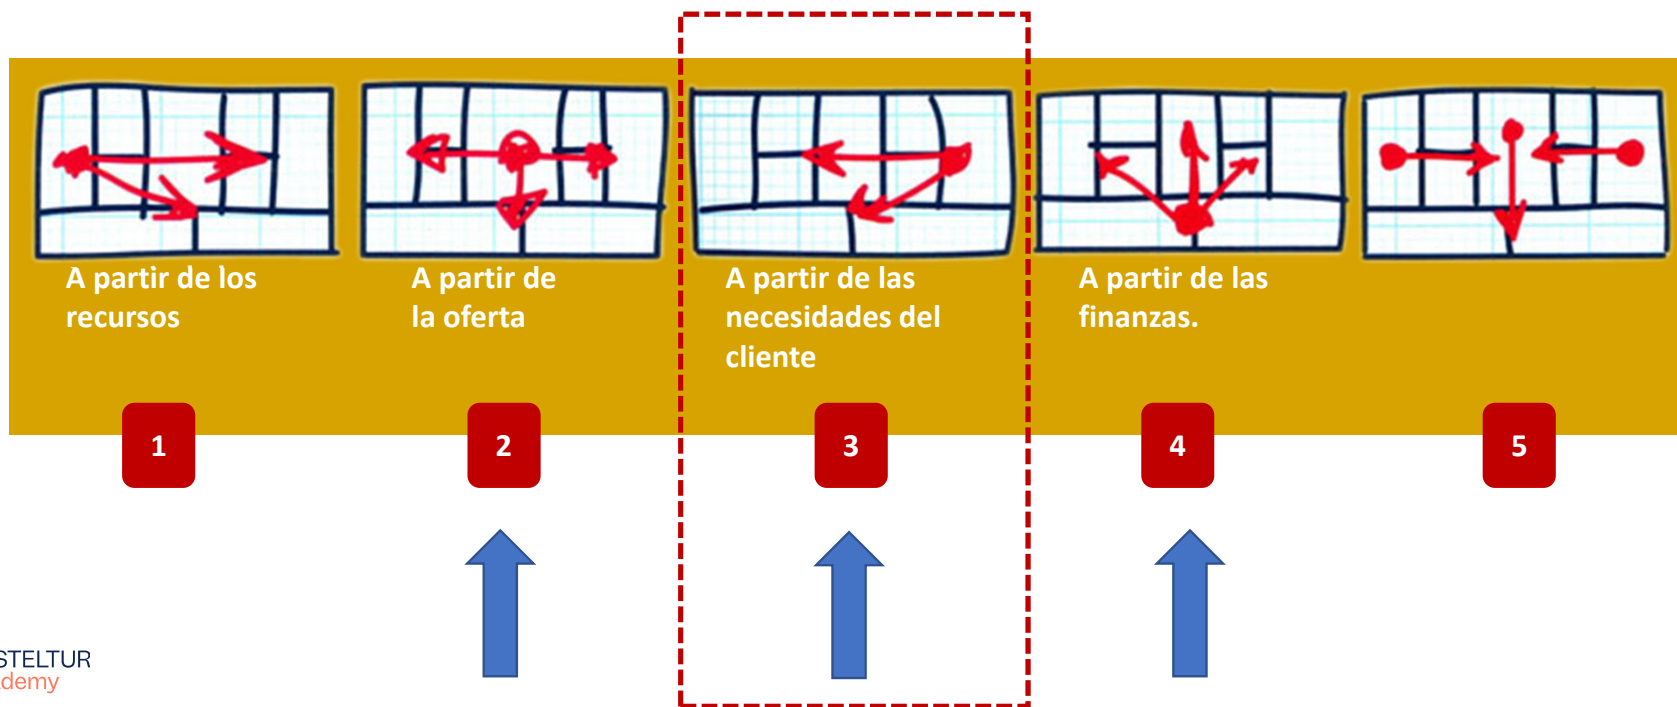 A partir de los
recursos
A partir de
la oferta
A partir de las
necesidades del
cliente
A partir de las
finanzas.
1
2
3
4
5
STELTUR
demy